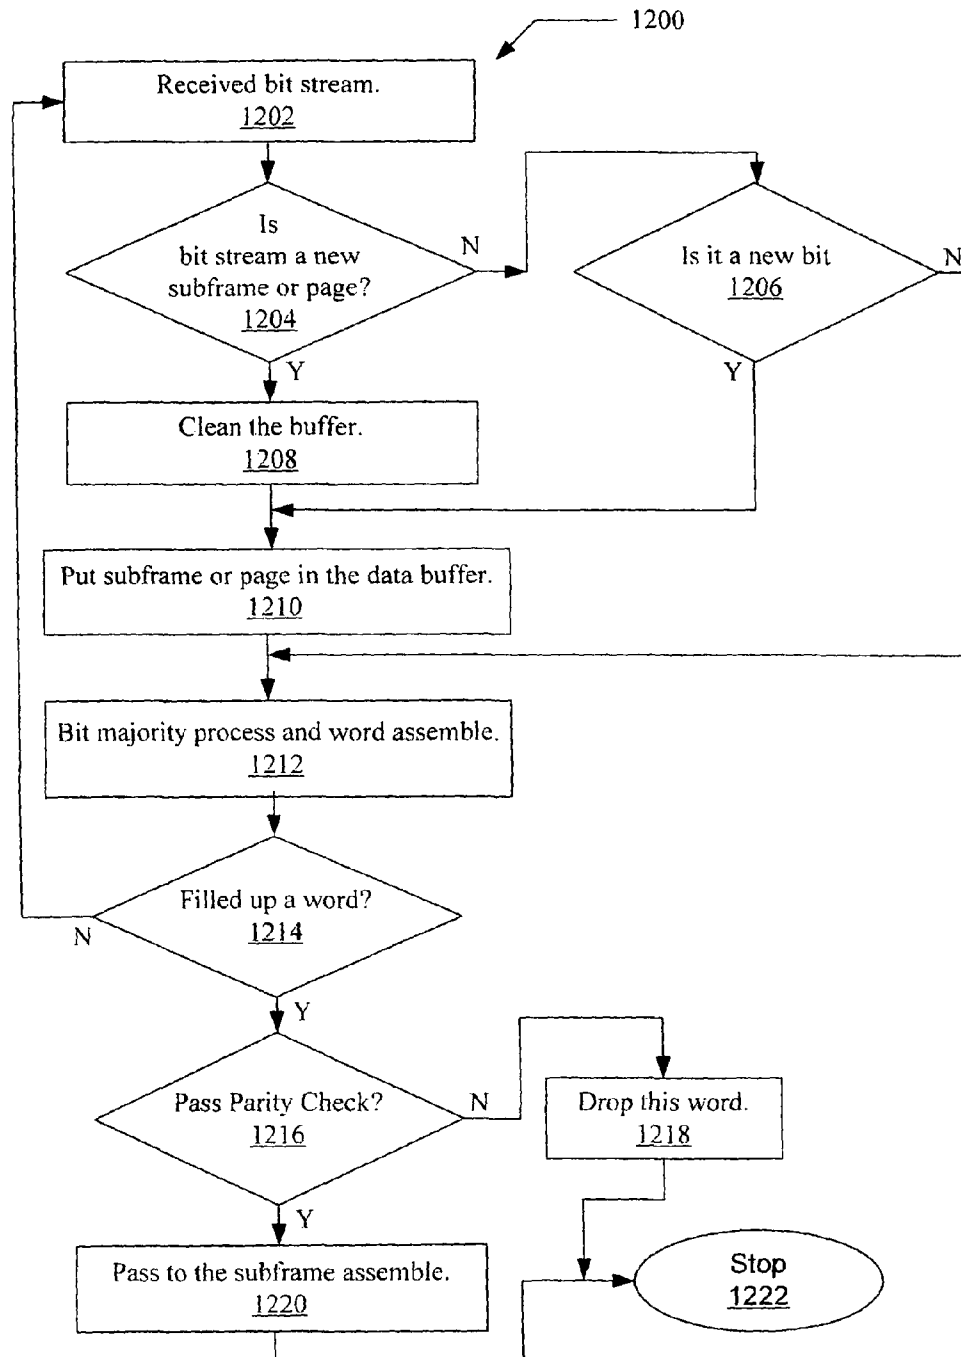 1200
Received bit stream.
1202
Is
bit stream a new
subframe or page?
1204
N
Y
Is it a new bit
1206
N
Y
Clean the buffer.
1208
Put subframe or page in the data buffer.
1210
Bit majority process and word assemble.
1212
Filled up a word?
1214
N
Y
Pass Parity Check?
1216
N
Y
Drop this word.
1218
Pass to the subframe assemble.
1220
Stop
1222